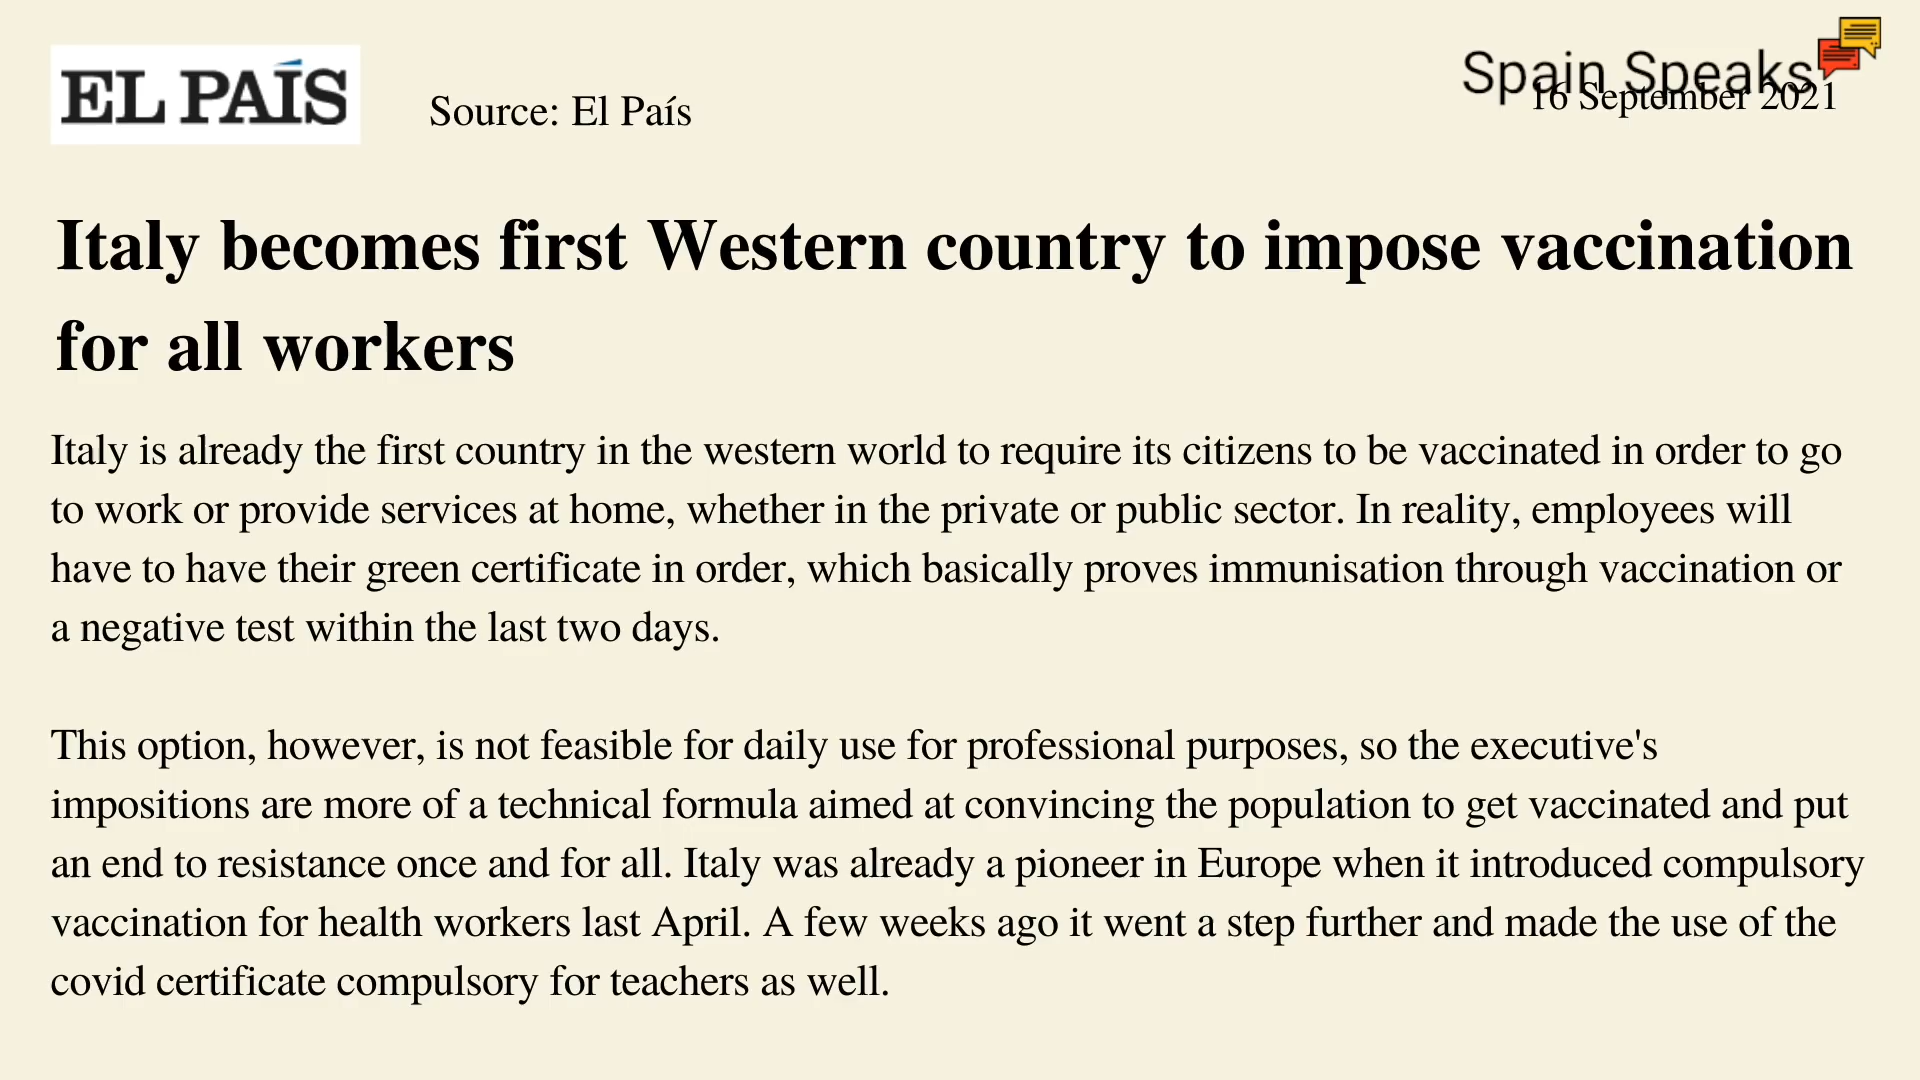 EL PAÍS
Source: El País
Spain Speaks
16 September 2021
Italy becomes first Western country to impose vaccination
for all workers
Italy is already the first country in the western world to require its citizens to be vaccinated in order to go
to work or provide services at home, whether in the private or public sector. In reality, employees will
have to have their green certificate in order, which basically proves immunisation through vaccination or
a negative test within the last two days.
This option, however, is not feasible for daily use for professional purposes, so the executive's
impositions are more of a technical formula aimed at convincing the population to get vaccinated and put
an end to resistance once and for all. Italy was already a pioneer in Europe when it introduced compulsory
vaccination for health workers last April. A few weeks ago it went a step further and made the use of the
covid certificate compulsory for teachers as well.